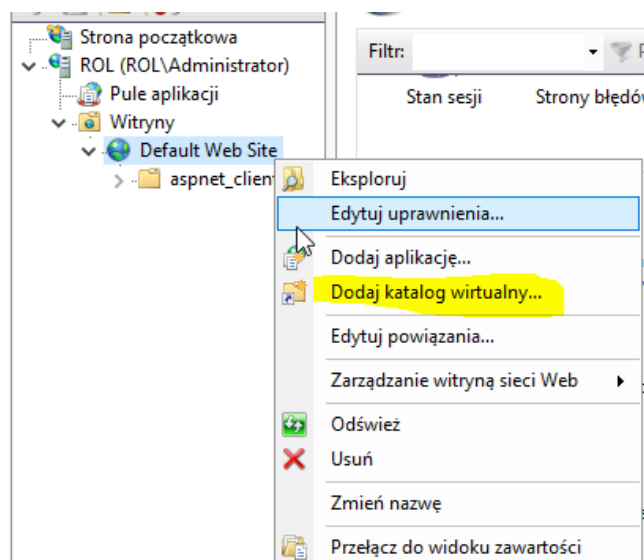 Strona początkowa
ROL (ROL\Administrator)
Pule aplikacji
Witryny
Default Web Site
aspnet_client
Filtr:
Stan sesji
Strony błędów
Eksploruj
Edytuj uprawnienia...
Dodaj aplikację...
Dodaj katalog wirtualny...
Edytuj powiązania...
Zarządzanie witryną sieci Web
Odśwież
Usuń
Zmień nazwę
Przełącz do widoku zawartości